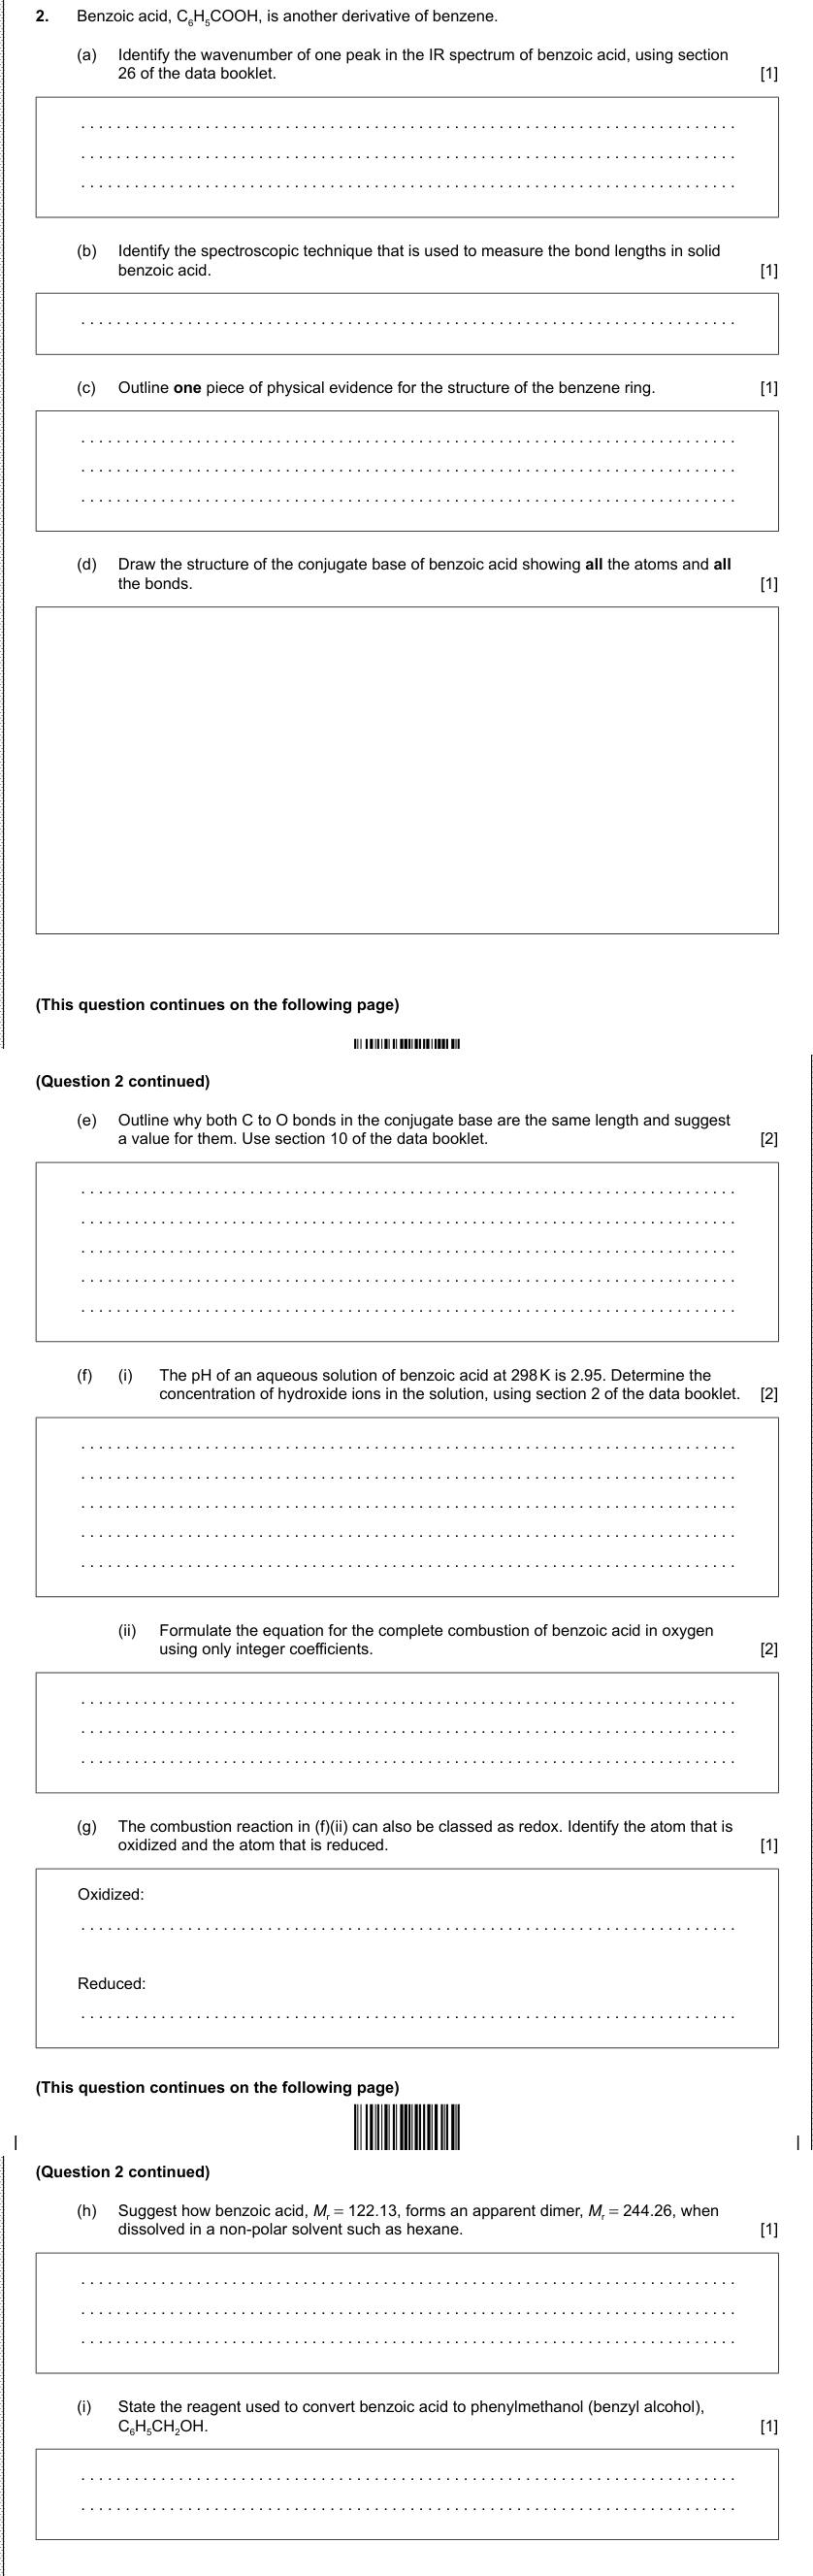 2. Benzoic acid, C₆H₅COOH, is another derivative of benzene.
(a) Identify the wavenumber of one peak in the IR spectrum of benzoic acid, using section
26 of the data booklet. [1]
(b) Identify the spectroscopic technique that is used to measure the bond lengths in solid
benzoic acid. [1]
(c) Outline one piece of physical evidence for the structure of the benzene ring. [1]
(d) Draw the structure of the conjugate base of benzoic acid showing all the atoms and all
the bonds. [1]
(This question continues on the following page)
(Question 2 continued)
(e) Outline why both C to O bonds in the conjugate base are the same length and suggest
a value for them. Use section 10 of the data booklet. [2]
(f) (i) The pH of an aqueous solution of benzoic acid at 298 K is 2.95. Determine the
concentration of hydroxide ions in the solution, using section 2 of the data booklet. [2]
(ii) Formulate the equation for the complete combustion of benzoic acid in oxygen
using only integer coefficients. [2]
(g) The combustion reaction in (f)(ii) can also be classed as redox. Identify the atom that is
oxidized and the atom that is reduced. [1]
Oxidized:
Reduced:
(This question continues on the following page)
(Question 2 continued)
(h) Suggest how benzoic acid, Mᵣ = 122.13, forms an apparent dimer, Mᵣ = 244.26, when
dissolved in a non-polar solvent such as hexane. [1]
(i) State the reagent used to convert benzoic acid to phenylmethanol (benzyl alcohol),
C₆H₅CH₂OH. [1]